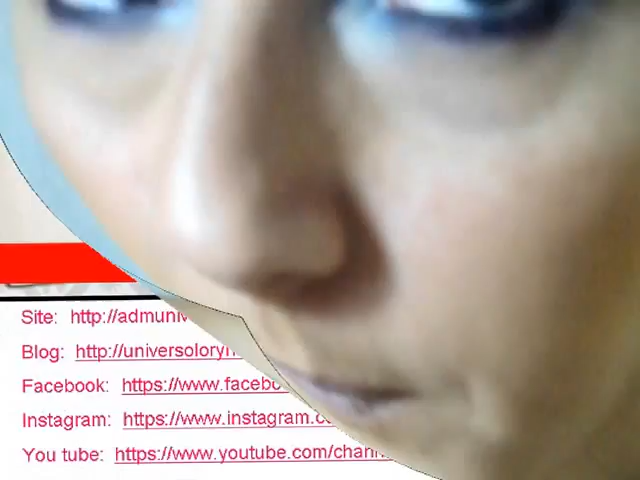 Site: http://admuni
Blog: http://universolory
Facebook: https://www.facebo
Instagram: https://www.instagram.c
You tube: https://www.youtube.com/chan